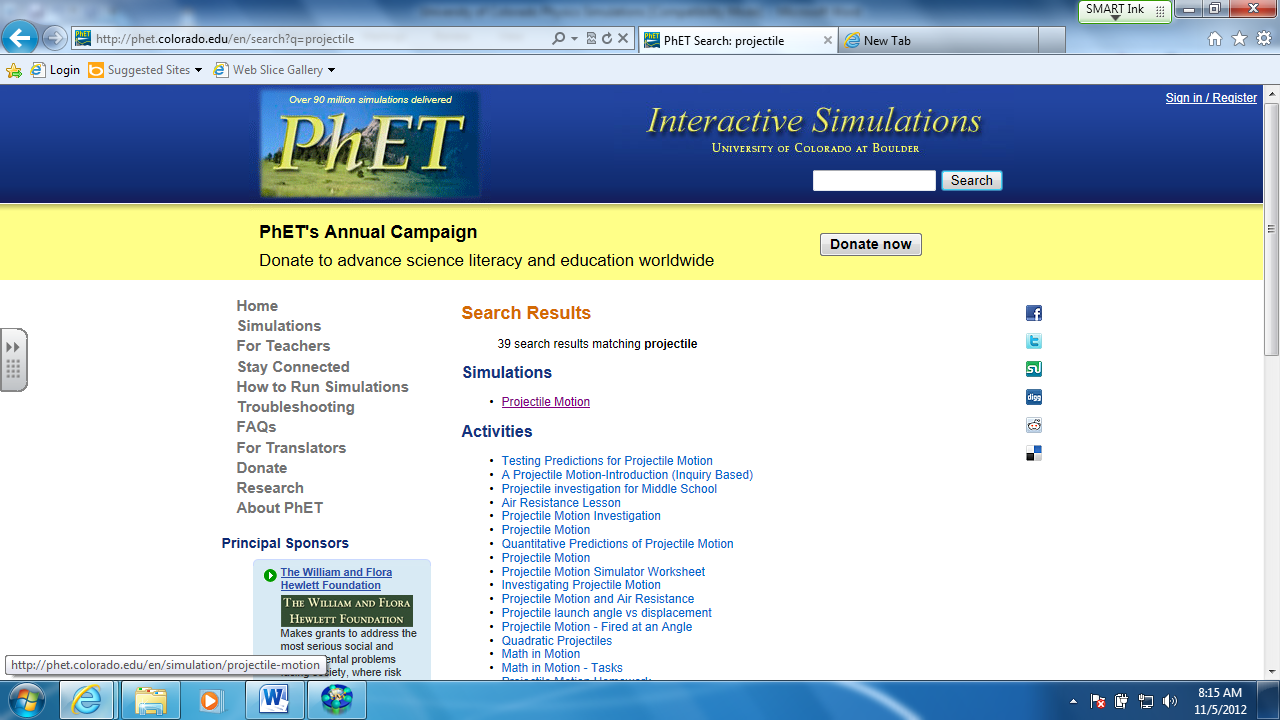 SMART Ink
http://phet.colorado.edu/en/search?q=projectile
PhET Search: projectile
New Tab
Login
Suggested Sites
Web Slice Gallery
Over 90 million simulations delivered
PhET
Interactive Simulations
University of Colorado at Boulder
Sign in / Register
Search
PhET's Annual Campaign
Donate to advance science literacy and education worldwide
Donate now
Home
Simulations
For Teachers
Stay Connected
How to Run Simulations
Troubleshooting
FAQs
For Translators
Donate
Research
About PhET
Principal Sponsors
The William and Flora
Hewlett Foundation
The William and Flora
Hewlett Foundation
Makes grants to address the
most serious social and
ental problems
society, where risk
Search Results
39 search results matching projectile
Simulations
• Projectile Motion
Activities
• Testing Predictions for Projectile Motion
• A Projectile Motion-Introduction (Inquiry Based)
• Projectile investigation for Middle School
• Air Resistance Lesson
• Projectile Motion Investigation
• Projectile Motion
• Quantitative Predictions of Projectile Motion
• Projectile Motion
• Projectile Motion Simulator Worksheet
• Investigating Projectile Motion
• Projectile Motion and Air Resistance
• Projectile launch angle vs displacement
• Projectile Motion - Fired at an Angle
• Quadratic Projectiles
• Math in Motion
• Math in Motion - Tasks
• Projectile Motion Homework
digg
http://phet.colorado.edu/en/simulation/projectile-motion
8:15 AM
11/5/2012